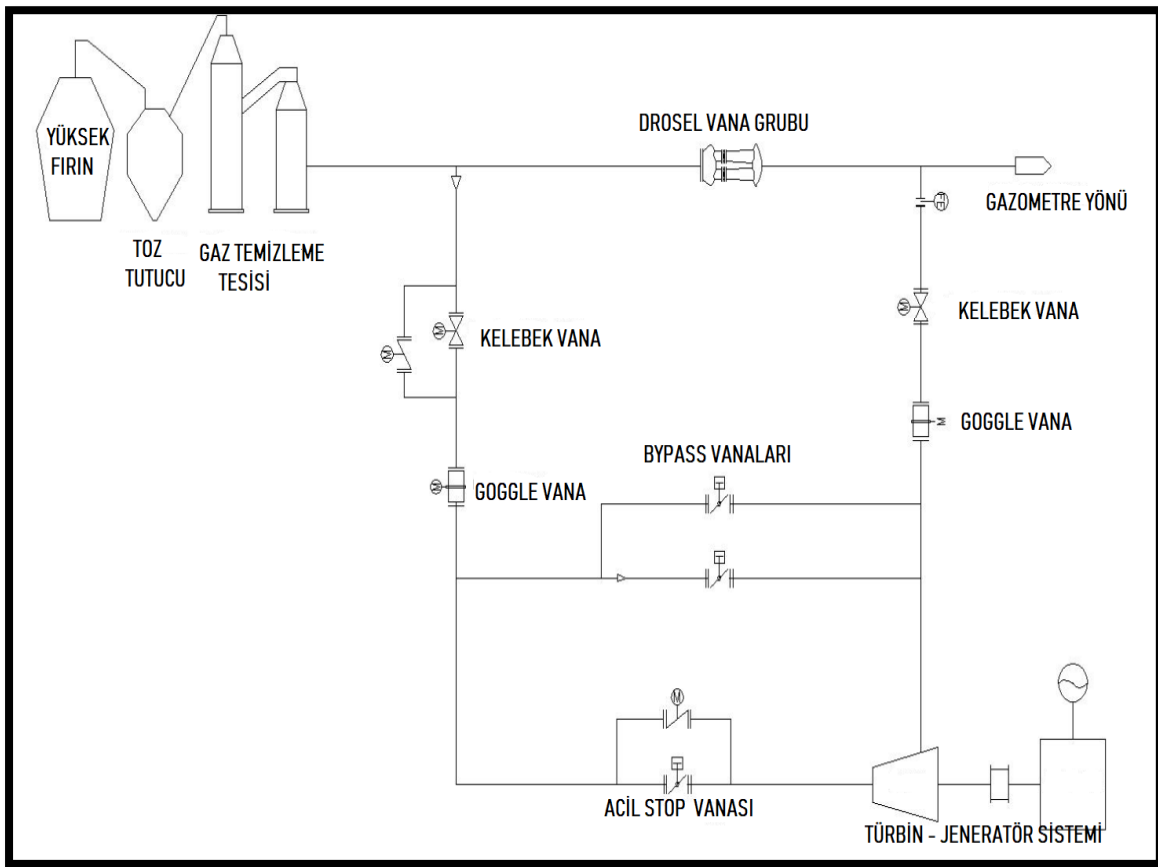 DROSEL VANA GRUBU
YÜKSEK
FIRIN
GAZOMETRE YÖNÜ
FE
TOZ
TUTUCU
GAZ TEMİZLEME
TESİSİ
M
KELEBEK VANA
M
M
KELEBEK VANA
M
GOGGLE VANA
BYPASS VANALARI
M
GOGGLE VANA
T
T
M
T
ACİL STOP VANASI
TÜRBİN - JENERATÖR SİSTEMİ